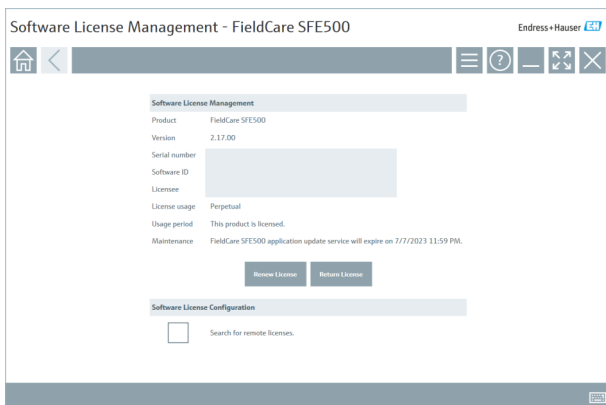 Software License Management - FieldCare SFE500
Endress+Hauser EH
?
Software License Management
Product FieldCare SFE500
Version 2.17.00
Serial number
Software ID
Licensee
License usage Perpetual
Usage period This product is licensed.
Maintenance FieldCare SFE500 application update service will expire on 7/7/2023 11:59 PM.
Renew License Return License
Software License Configuration
Search for remote licenses.